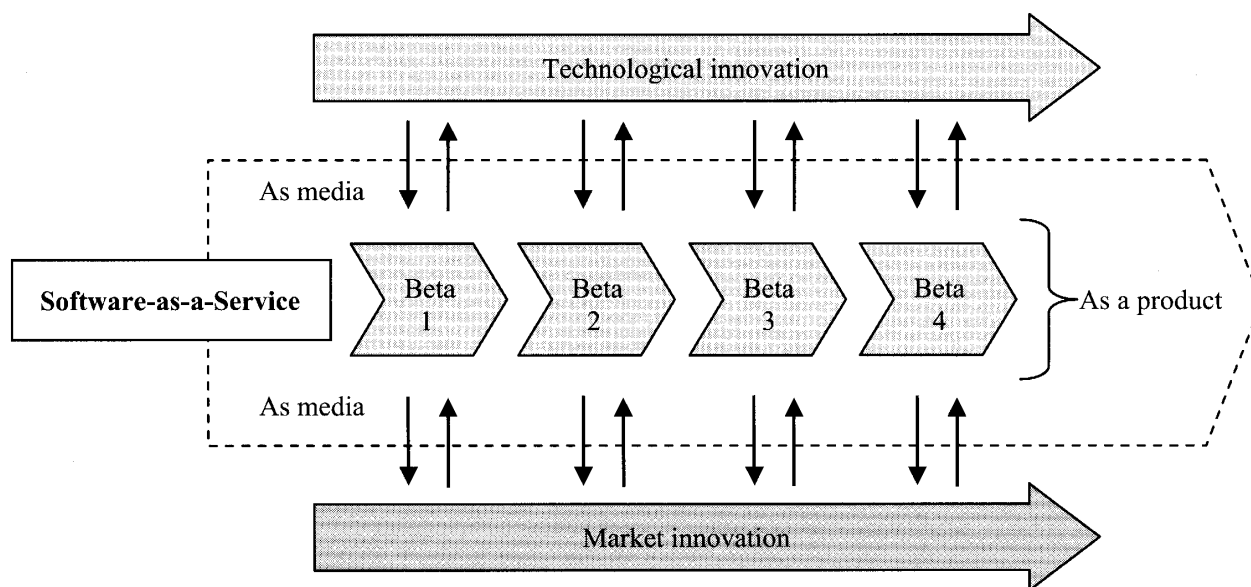 Technological innovation
As media
Software-as-a-Service
Beta
1
Beta
2
Beta
3
Beta
4
As a product
As media
Market innovation